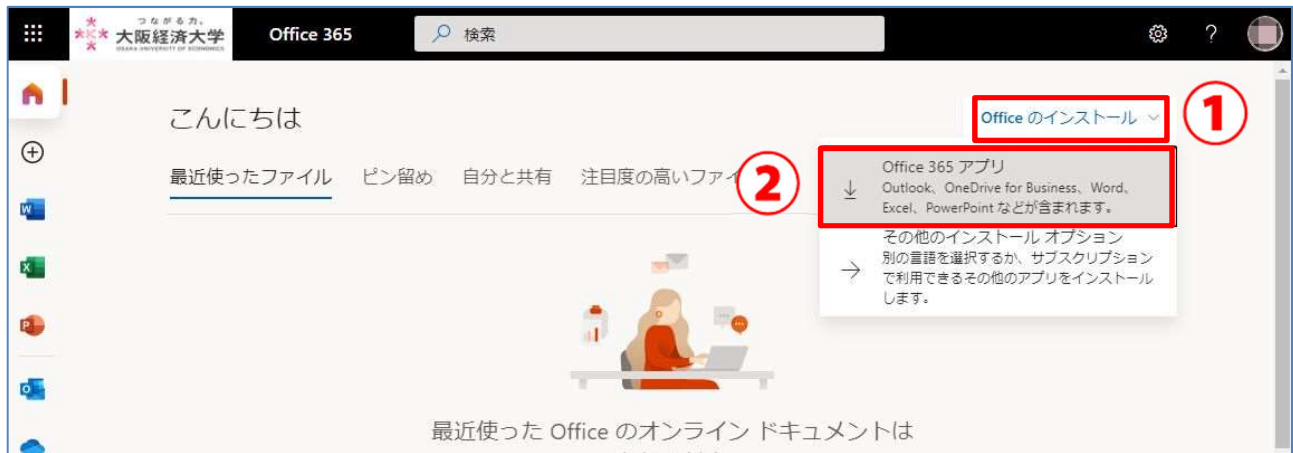 つながる力。
大阪経済大学
OSAKA UNIVERSITY OF ECONOMICS
Office 365
検索
?
こんにちは
Office のインストール
①
最近使ったファイル
ピン留め
自分と共有
注目度の高いファイ
②
Office 365 アプリ
Outlook、OneDrive for Business、Word、
Excel、PowerPoint などが含まれます。
その他のインストール オプション
別の言語を選択するか、サブスクリプション
で利用できるその他のアプリをインストール
します。
W
X
P
O
最近使った Office のオンライン ドキュメントは